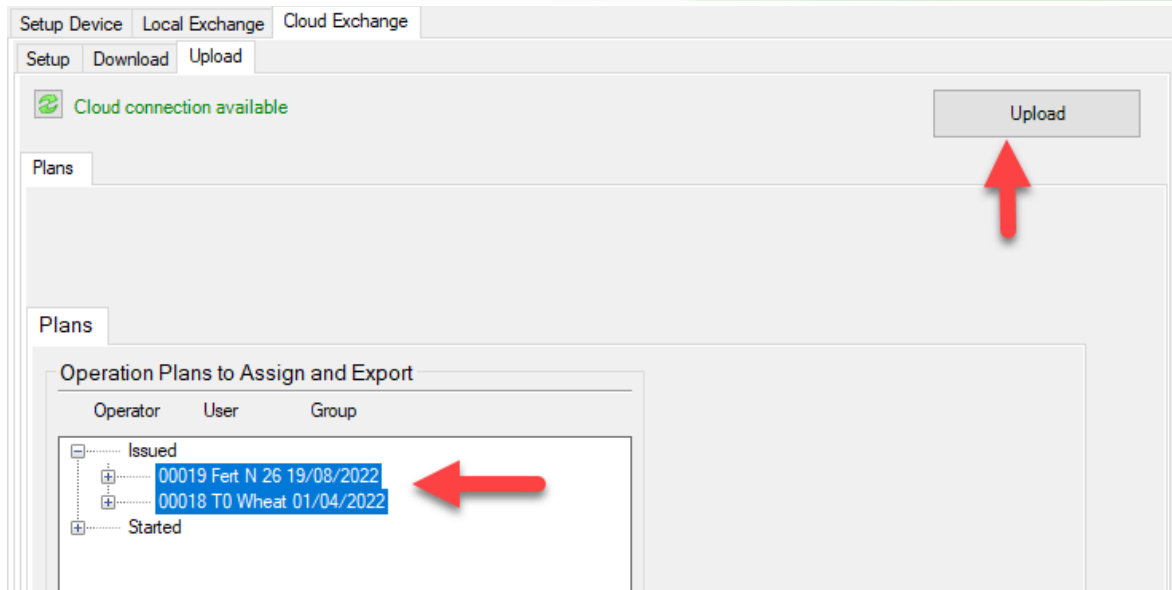 Setup Device Local Exchange Cloud Exchange
Setup Download Upload
Cloud connection available
Upload
Plans
Plans
Operation Plans to Assign and Export
Operator User Group
Issued
00019 Fert N 26 19/08/2022
00018 T0 Wheat 01/04/2022
Started